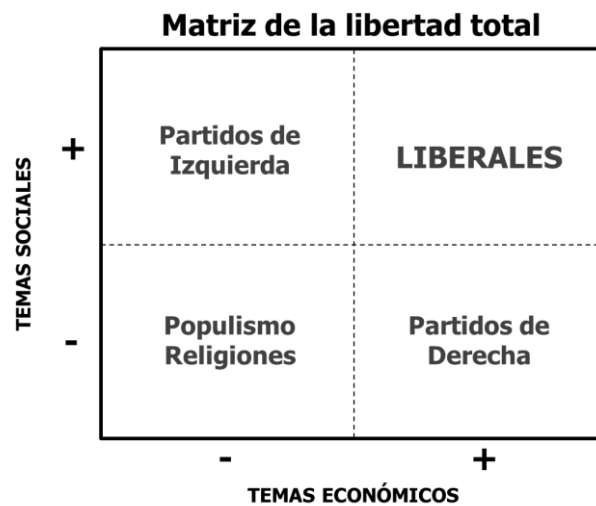 Matriz de la libertad total
TEMAS SOCIALES
+
Partidos de
Izquierda
LIBERALES
-
Populismo
Religiones
Partidos de
Derecha
-
+
TEMAS ECONÓMICOS